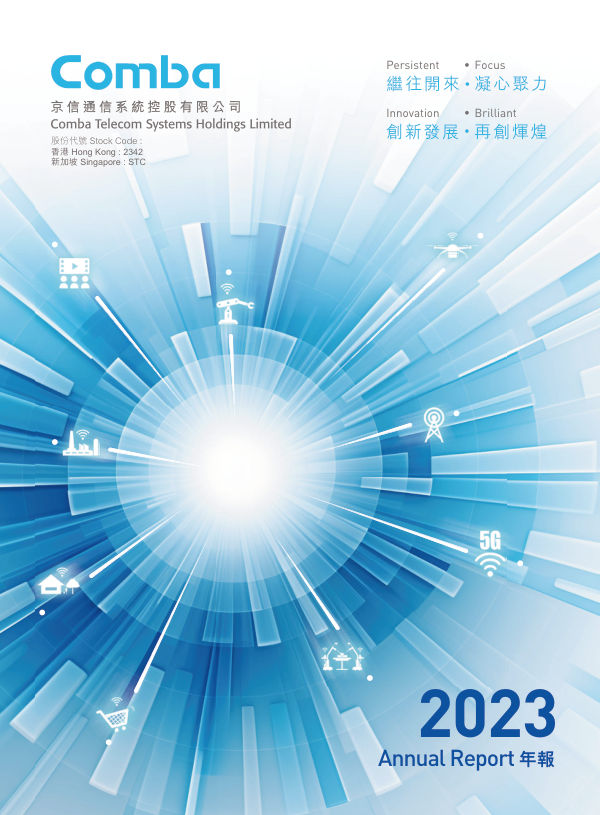 Comba
京信通信系統控股有限公司
Comba Telecom Systems Holdings Limited
股份代號 Stock Code :
香港 Hong Kong : 2342
新加坡 Singapore : STC
Persistent • Focus
繼往開來 • 凝心聚力
Innovation • Brilliant
創新發展 • 再創輝煌
5G
2023
Annual Report 年報